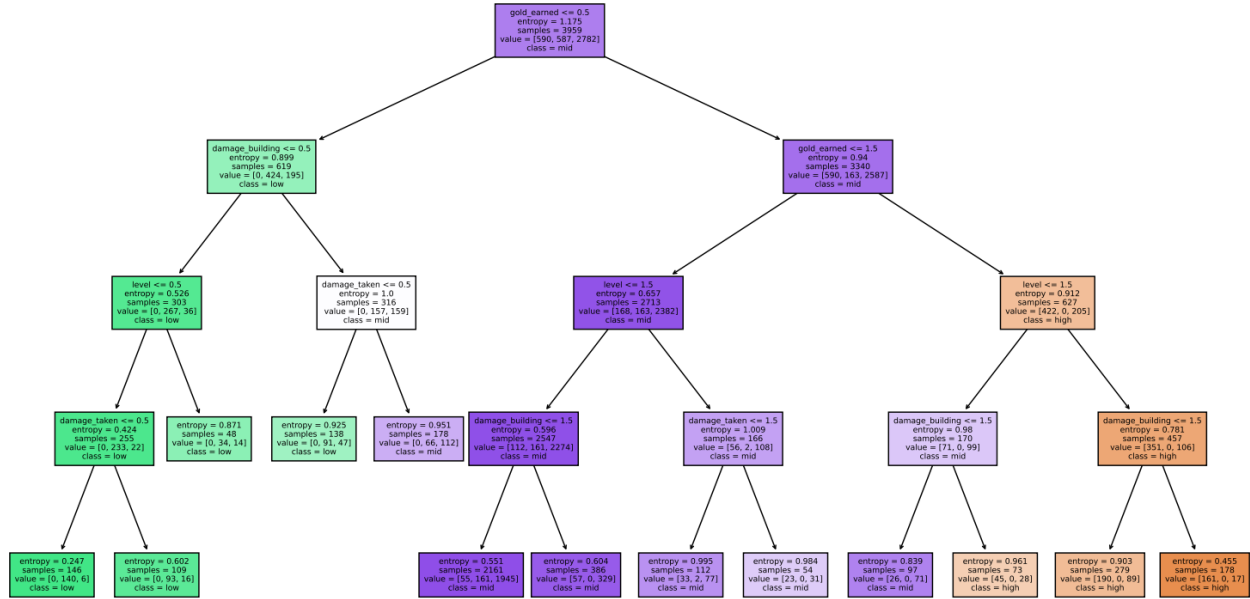 gold_earned <= 0.5
entropy = 1.175
samples = 3959
value = [590, 587, 2782]
class = mid
damage_building <= 0.5
entropy = 0.899
samples = 619
value = [0, 424, 195]
class = low
gold_earned <= 1.5
entropy = 0.94
samples = 3340
value = [590, 163, 2587]
class = mid
level <= 0.5
entropy = 0.526
samples = 303
value = [0, 267, 36]
class = low
damage_taken <= 0.5
entropy = 1.0
samples = 316
value = [0, 157, 159]
class = mid
level <= 1.5
entropy = 0.657
samples = 2713
value = [168, 163, 2382]
class = mid
level <= 1.5
entropy = 0.912
samples = 627
value = [422, 0, 205]
class = high
damage_taken <= 0.5
entropy = 0.424
samples = 255
value = [0, 233, 22]
class = low
entropy = 0.871
samples = 48
value = [0, 34, 14]
class = low
entropy = 0.925
samples = 138
value = [0, 91, 47]
class = low
entropy = 0.951
samples = 178
value = [0, 66, 112]
class = mid
damage_building <= 1.5
entropy = 0.596
samples = 2547
value = [112, 161, 2274]
class = mid
damage_taken <= 1.5
entropy = 1.009
samples = 166
value = [56, 2, 108]
class = mid
damage_building <= 1.5
entropy = 0.98
samples = 170
value = [71, 0, 99]
class = mid
damage_building <= 1.5
entropy = 0.781
samples = 457
value = [351, 0, 106]
class = high
entropy = 0.247
samples = 146
value = [0, 140, 6]
class = low
entropy = 0.602
samples = 109
value = [0, 93, 16]
class = low
entropy = 0.551
samples = 2161
value = [55, 161, 1945]
class = mid
entropy = 0.604
samples = 386
value = [57, 0, 329]
class = mid
entropy = 0.995
samples = 112
value = [33, 2, 77]
class = mid
entropy = 0.984
samples = 54
value = [23, 0, 31]
class = mid
entropy = 0.839
samples = 97
value = [26, 0, 71]
class = mid
entropy = 0.961
samples = 73
value = [45, 0, 28]
class = high
entropy = 0.903
samples = 279
value = [190, 0, 89]
class = high
entropy = 0.455
samples = 178
value = [161, 0, 17]
class = high